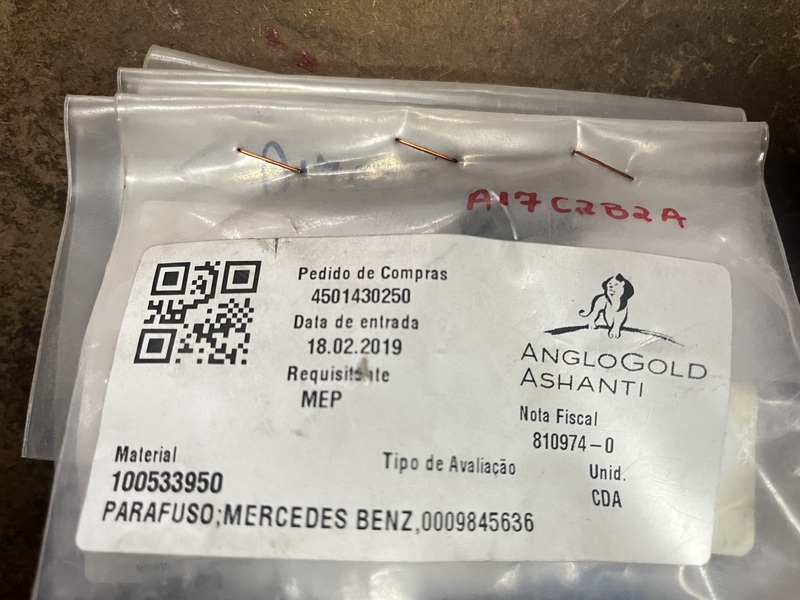 A17C2B2A
Pedido de Compras
4501430250
Data de entrada
18.02.2019
Requisitante
MEP
ANGLOGOLD
ASHANTI
Nota Fiscal
810974-0
Material
100533950
Tipo de Avaliação
Unid.
CDA
PARAFUSO;MERCEDES BENZ,0009845636